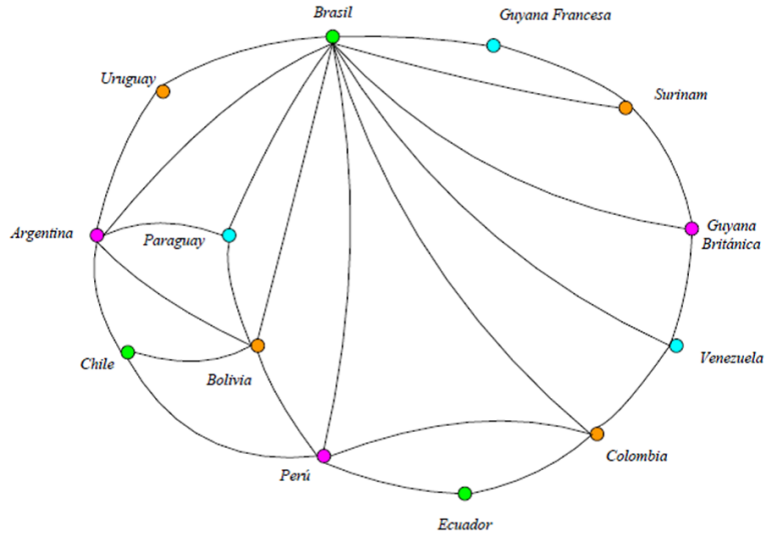 Brasil
Guyana Francesa
Uruguay
Surinam
Argentina
Paraguay
Guyana
Británica
Chile
Bolivia
Venezuela
Perú
Colombia
Ecuador